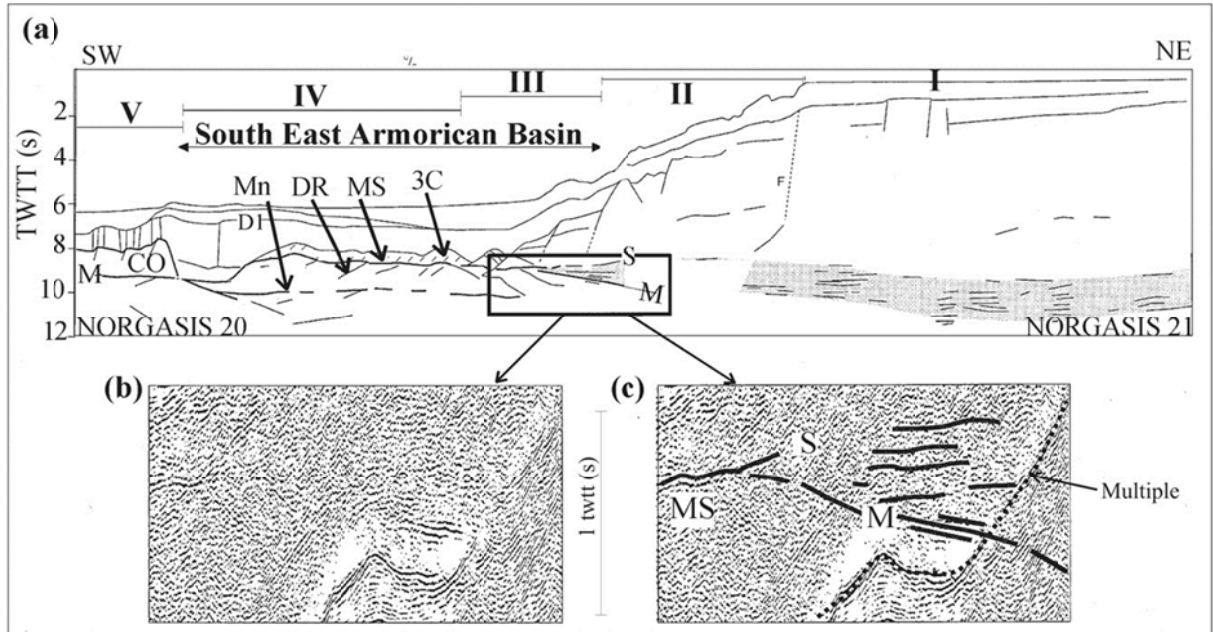 (a)
SW
NE
V
IV
III
II
I
South East Armorican Basin
TWTT (s)
2
4
6
8
10
12
Mn
DR
MS
3C
D1
F
CO
M
S
M
NORGASIS 20
NORGASIS 21
(b)
(c)
1 twtt (s)
S
MS
M
Multiple